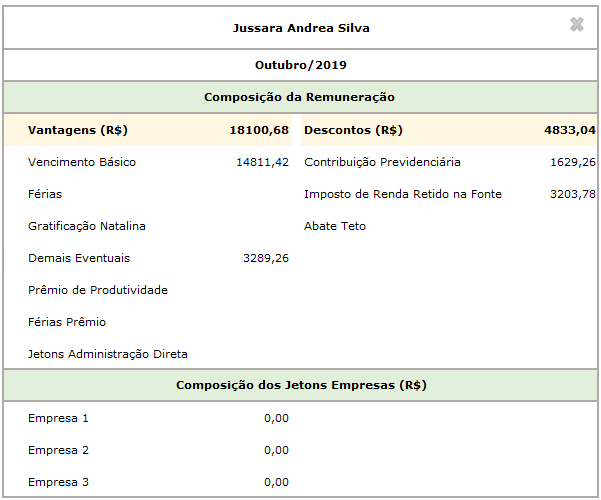 Jussara Andrea Silva
Outubro/2019
Composição da Remuneração
Vantagens (R$) 18100,68 Descontos (R$) 4833,04
Vencimento Básico 14811,42 Contribuição Previdenciária 1629,26
Férias Imposto de Renda Retido na Fonte 3203,78
Gratificação Natalina Abate Teto
Demais Eventuais 3289,26
Prêmio de Produtividade
Férias Prêmio
Jetons Administração Direta
Composição dos Jetons Empresas (R$)
Empresa 1 0,00
Empresa 2 0,00
Empresa 3 0,00